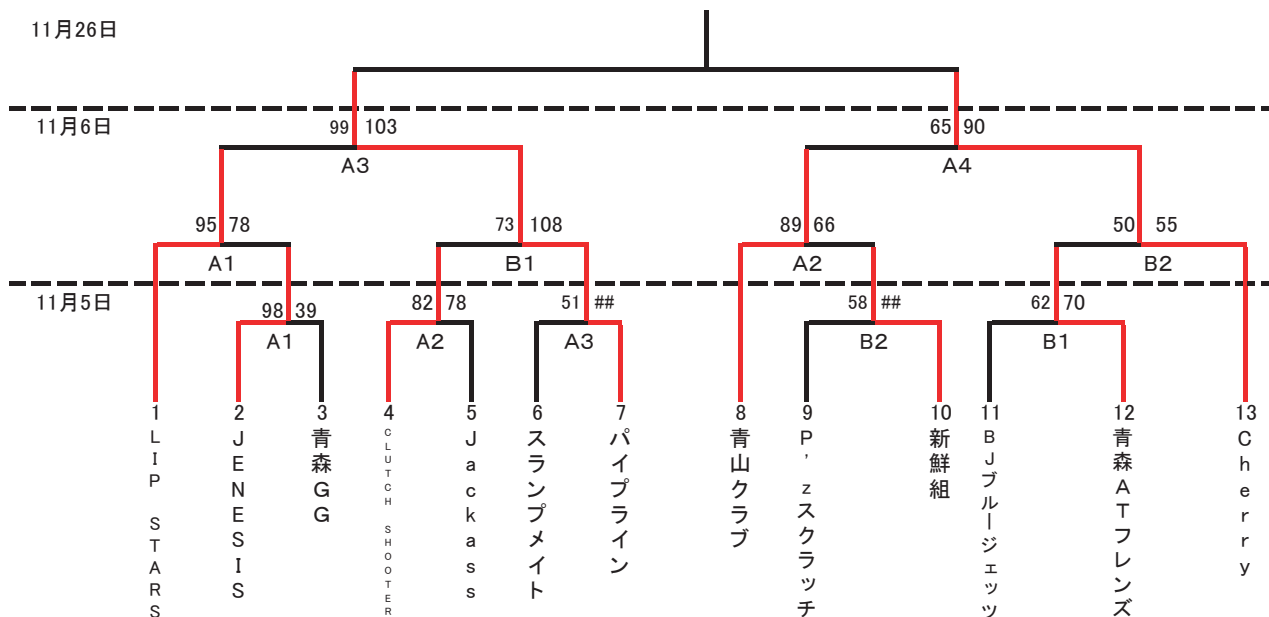 11月26日
11月6日
99 103
65 90
A3
A4
95 78
73 108
89 66
50 55
A1
B1
A2
B2
11月5日
98 39
82 78
51 ##
58 ##
62 70
A1
A2
A3
B2
B1
1 2 3 4 5 6 7 8 9 10 11 12 13
LIP STARS
JENESIS
青森GG
CLUTCH SHOOTER
Jackass
スランプメイト
パイプライン
青山クラブ
P'zスクラッチ
新鮮組
BJブルージェッツ
青森ATフレンズ
Cherry